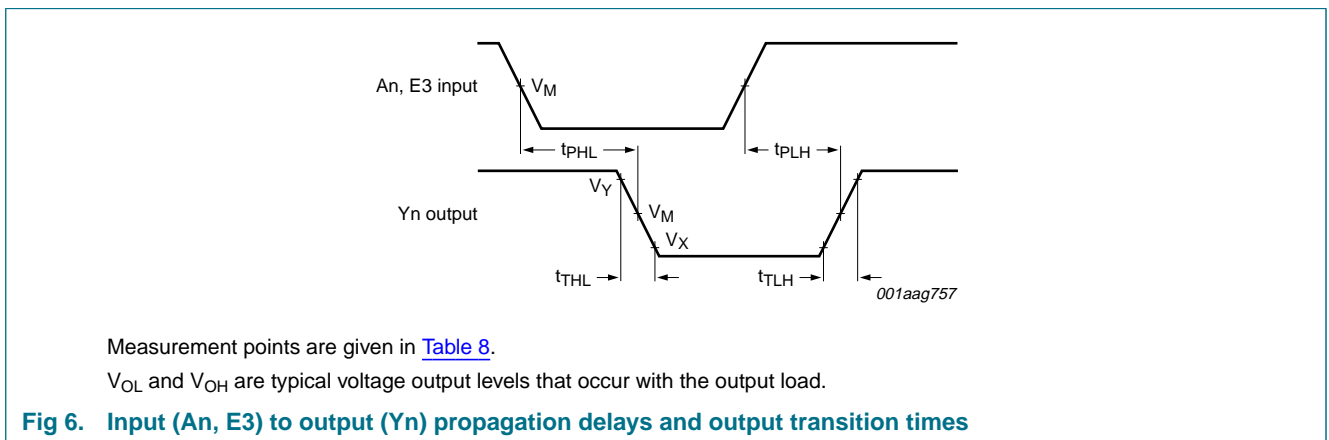 An, E3 input
VM
tPHL
tPLH
VY
Yn output
VM
VX
tTHL
tTLH
001aag757
Measurement points are given in Table 8.
VOL and VOH are typical voltage output levels that occur with the output load.
Fig 6. Input (An, E3) to output (Yn) propagation delays and output transition times